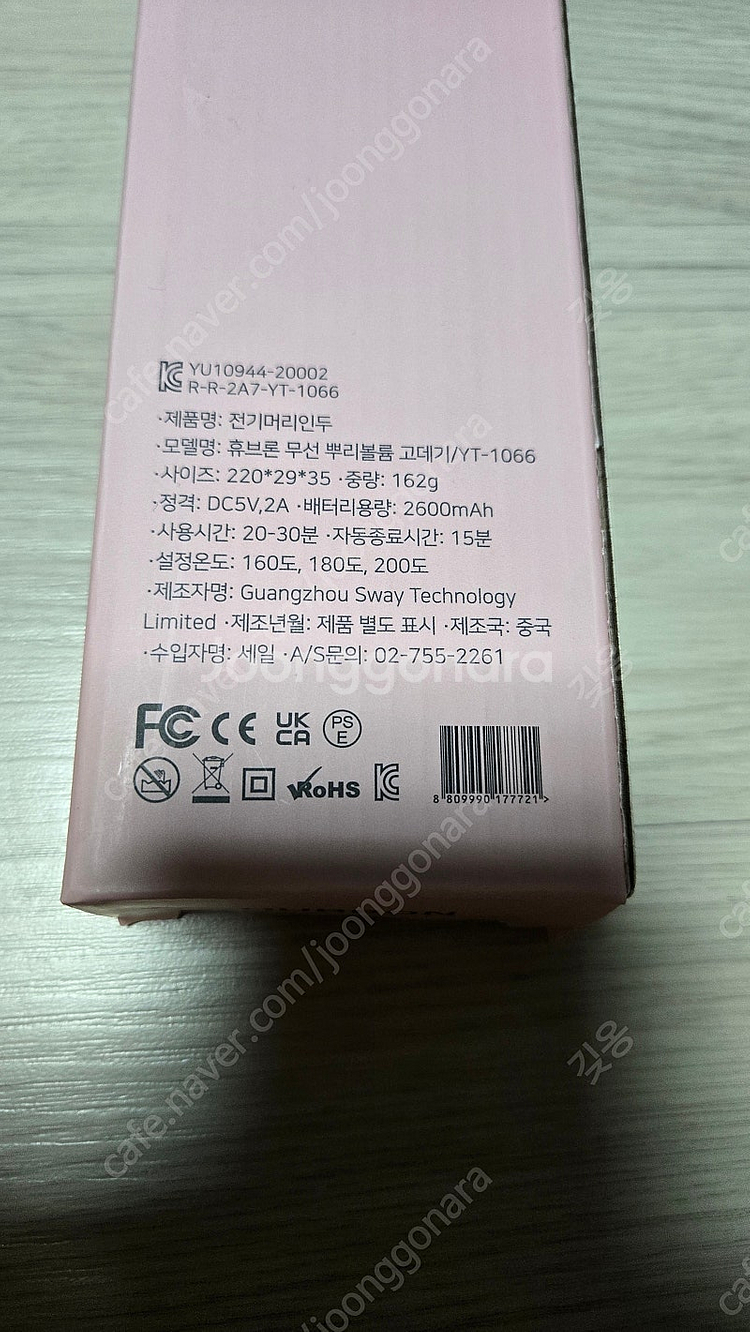 YU10944-20002
R-R-2A7-YT-1066
·제품명: 전기머리인두
·모델명: 휴브론 무선 뿌리볼륨 고데기/YT-1066
·사이즈: 220*29*35 ·중량: 162g
·정격: DC5V,2A ·배터리용량: 2600mAh
·사용시간: 20-30분 ·자동종료시간: 15분
·설정온도: 160도, 180도, 200도
·제조자명: Guangzhou Sway Technology
Limited ·제조년월: 제품 별도 표시 ·제조국: 중국
·수입자명: 세일 ·A/S문의: 02-755-2261
Joonggonara
FC CE UK CA PS E
RoHS
8 809990 177721 >
cafe.naver.com/joonggonara
깃옹